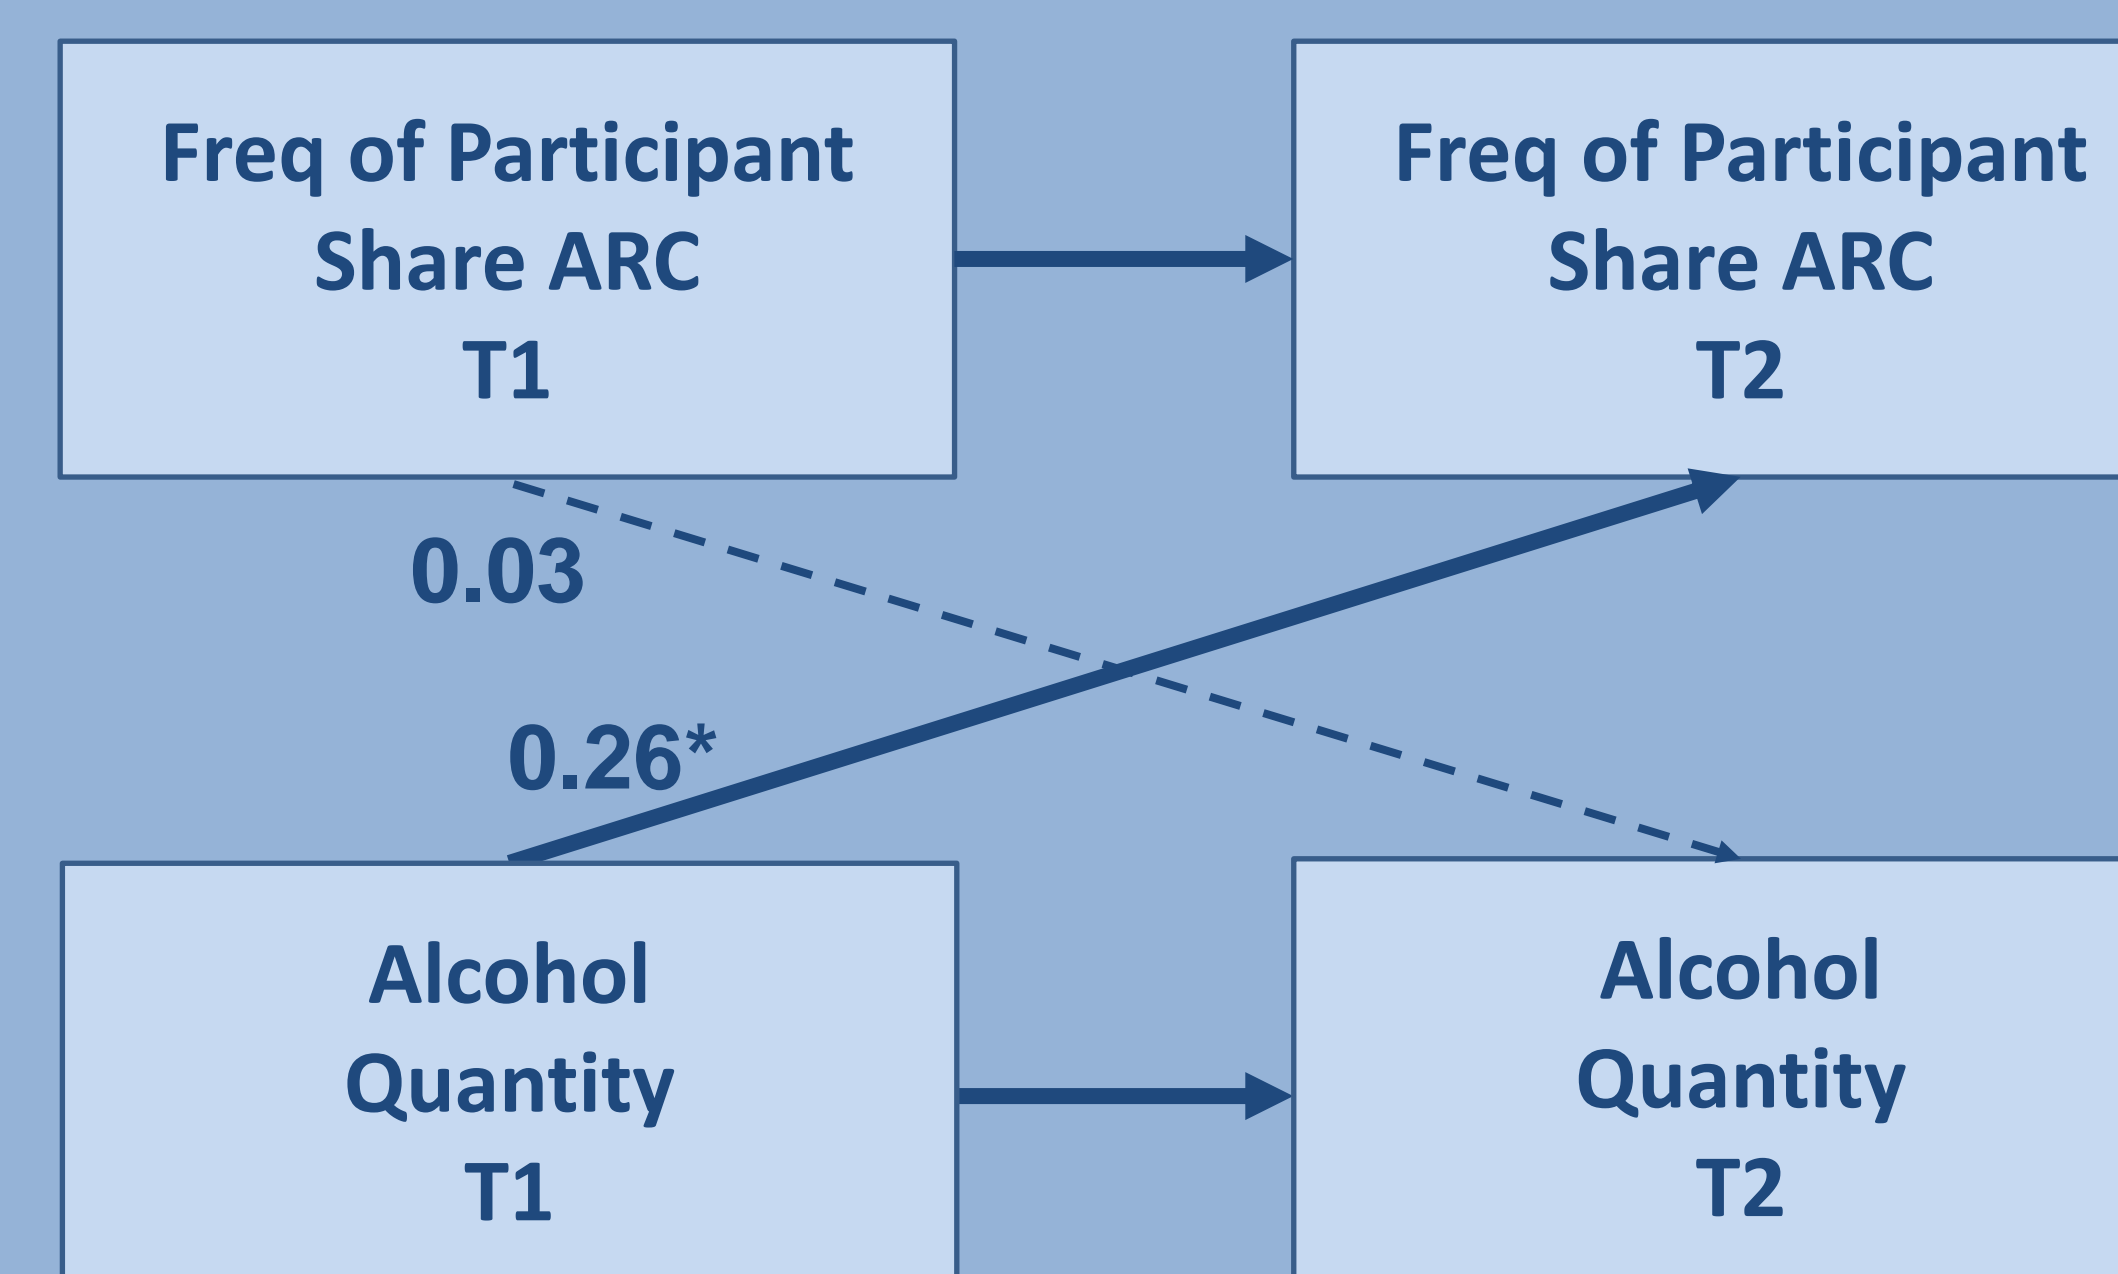 Freq of Participant
Share ARC
T1
Freq of Participant
Share ARC
T2
0.03
0.26*
Alcohol
Quantity
T1
Alcohol
Quantity
T2